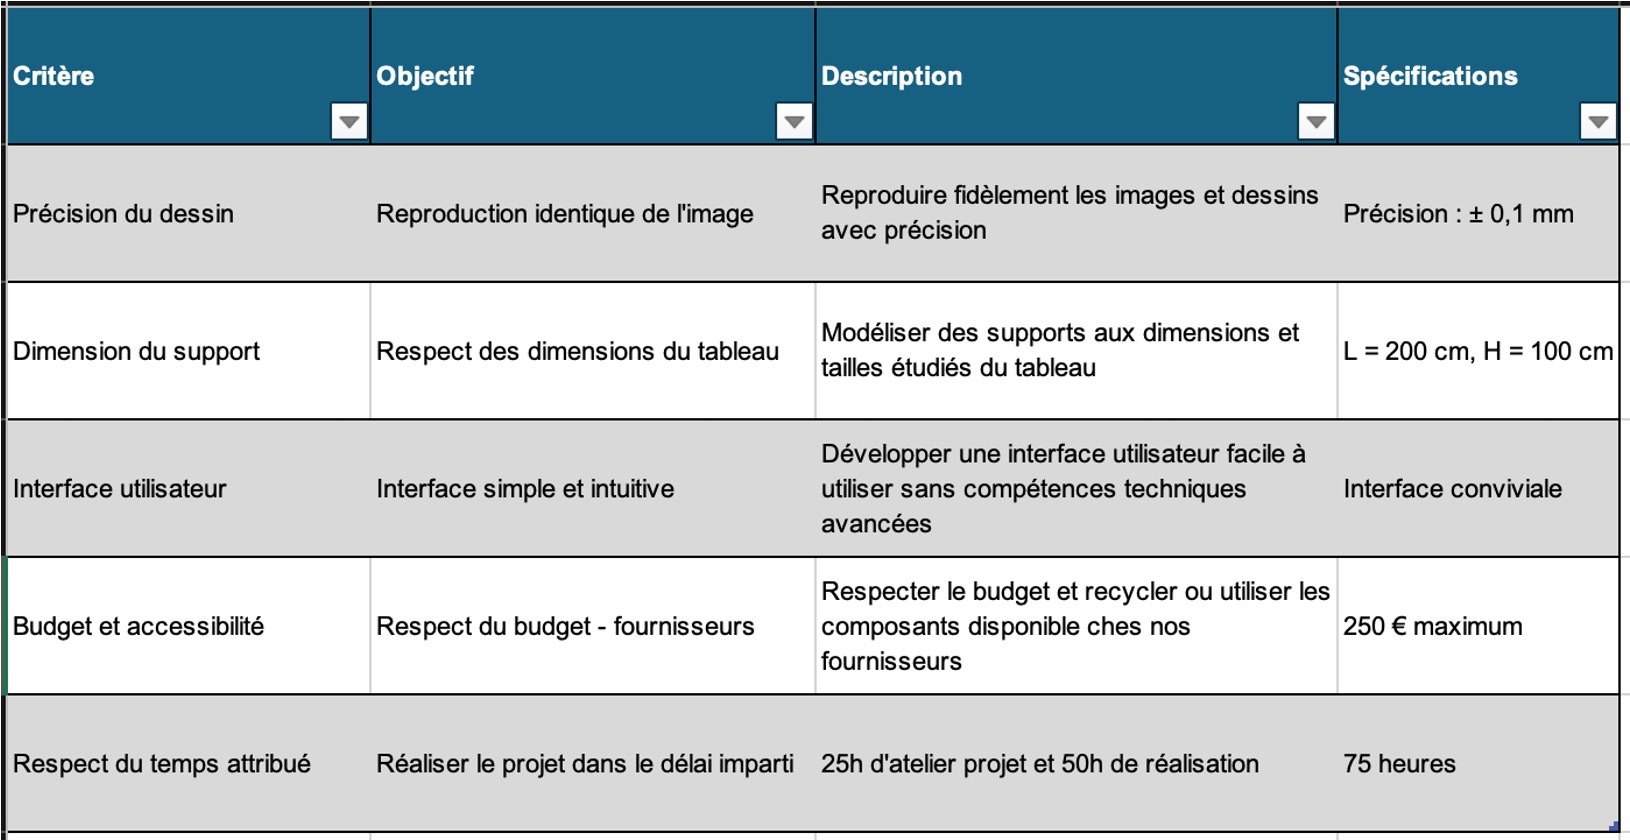 Critère
Objectif
Description
Spécifications
Précision du dessin
Reproduction identique de l'image
Reproduire fidèlement les images et dessins
avec précision
Précision : ± 0,1 mm
Dimension du support
Respect des dimensions du tableau
Modéliser des supports aux dimensions et
tailles étudiés du tableau
L = 200 cm, H = 100 cm
Interface utilisateur
Interface simple et intuitive
Développer une interface utilisateur facile à
utiliser sans compétences techniques
avancées
Interface conviviale
Budget et accessibilité
Respect du budget - fournisseurs
Respecter le budget et recycler ou utiliser les
composants disponible ches nos
fournisseurs
250 € maximum
Respect du temps attribué
Réaliser le projet dans le délai imparti
25h d'atelier projet et 50h de réalisation
75 heures